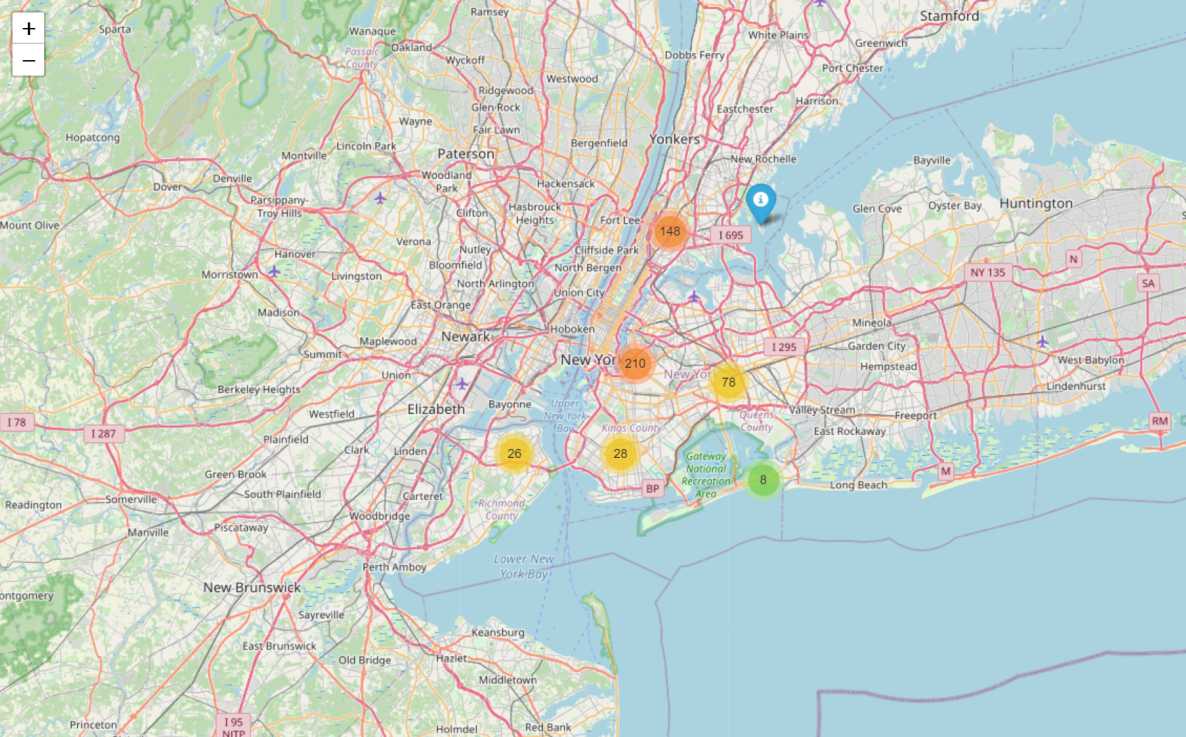 +
−
Sparta
Ramsey
Stamford
Wanaque
Oakland
White Plains
Greenwich
Passaic
County
Wyckoff
Dobbs Ferry
Port Chester
Westwood
Ridgewood
Glen Rock
Harrison
Eastchester
Wayne
Fair Lawn
Hopatcong
Yonkers
Bergenfield
Lincoln Park
Paterson
Montville
New Rochelle
Bayville
Woodland
Park
Denville
Dover
Hackensack
Parsippany-
Troy Hills
Huntington
Oyster Bay
Glen Cove
Clifton
Hasbrouck
Heights
Fort Lee
Mount Olive
148
I 695
Verona
Nutley
Cliffside Park
Hanover
Bloomfield
North Bergen
N
Morristown
Livingston
North Arlington
NY 135
SA
Union City
East Orange
Madison
Mineola
Hoboken
Newark
Maplewood
I 295
Garden City
Summit
New Yor
210
West Babylon
Hempstead
Union
New Yo
78
Lindenhurst
Berkeley Heights
Bayonne
Elizabeth
Upper
New York
Bay
Valley Stream
Freeport
Westfield
Queens
County
I 78
I 287
Kings County
RM
East Rockaway
Plainfield
Clark
Linden
26
28
Gateway
National
Recreation
Area
M
Green Brook
8
Long Beach
BP
South Plainfield
Carteret
Somerville
Richmond
County
Readington
Woodbridge
Manville
Piscataway
Lower New
York Bay
Perth Amboy
New Brunswick
ontgomery
Sayreville
Keansburg
East Brunswick
Old Bridge
Hazlet
Middletown
Princeton
I 95
NJTP
Holmdel
Red Bank